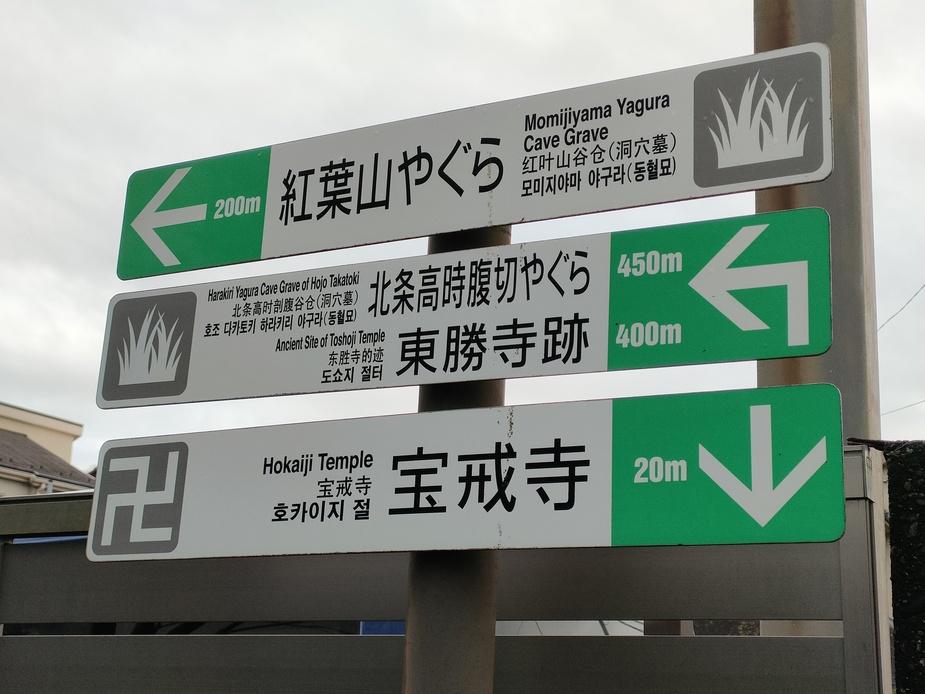 200m
紅葉山やぐら
Momijiyama Yagura
Cave Grave
红叶山谷仓(洞穴墓)
모미지야마 야구라(동혈묘)
Harakiri Yagura Cave Grave of Hojo Takatoki
北条高时剖腹谷仓(洞穴墓)
호조 다카토키 하라키리 야구라(동혈묘)
北条高時腹切やぐら
450m
Ancient Site of Toshoji Temple
东胜寺的迹
도쇼지 절터
東勝寺跡
400m
Hokaiji Temple
宝戒寺
호카이지 절
宝戒寺
20m